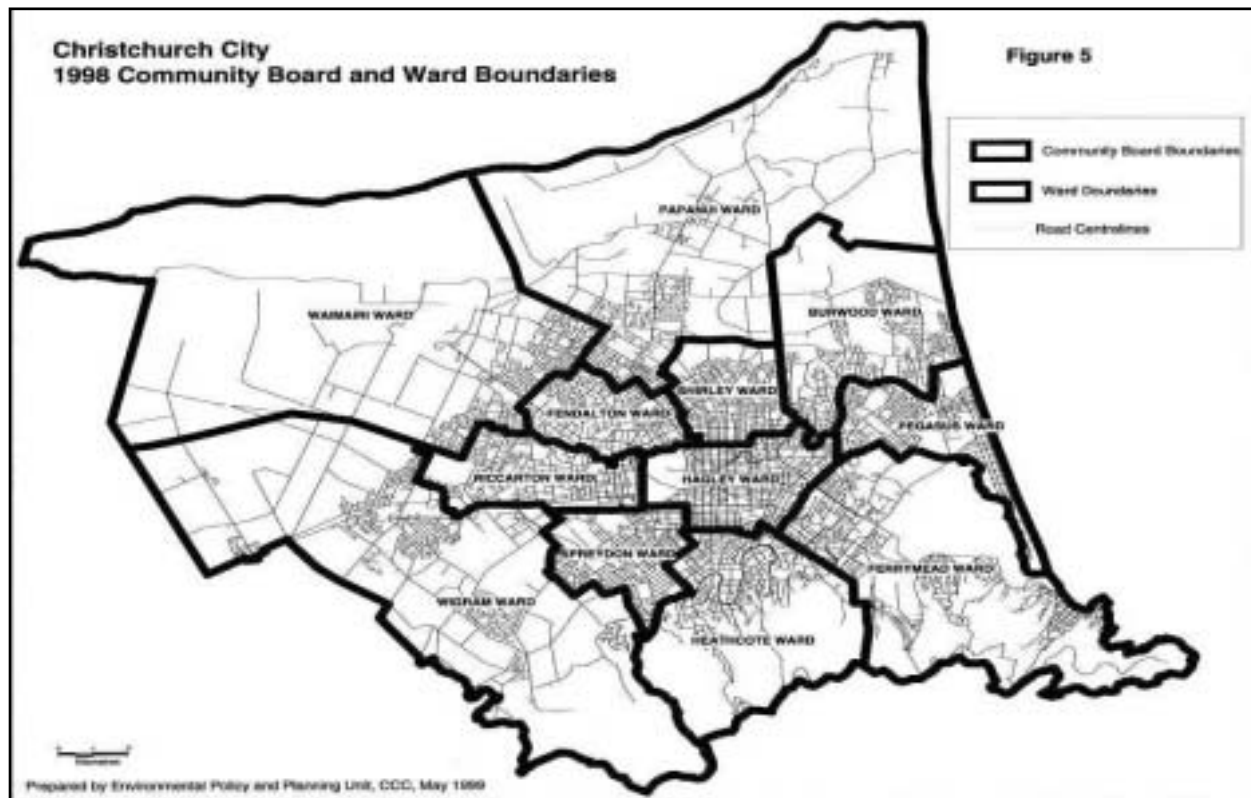 Christchurch City
1998 Community Board and Ward Boundaries
Figure 5
Community Board Boundaries
Ward Boundaries
Road Centrelines
PAPANUI WARD
WAIMAIRI WARD
BURWOOD WARD
SHIRLEY WARD
FENDALTON WARD
PEGASUS WARD
RICCARTON WARD
HAGLEY WARD
SPREYDON WARD
FERRYMEAD WARD
WIGRAM WARD
HEATHCOTE WARD
Kilometres
Prepared by Environmental Policy and Planning Unit, CCC, May 1999